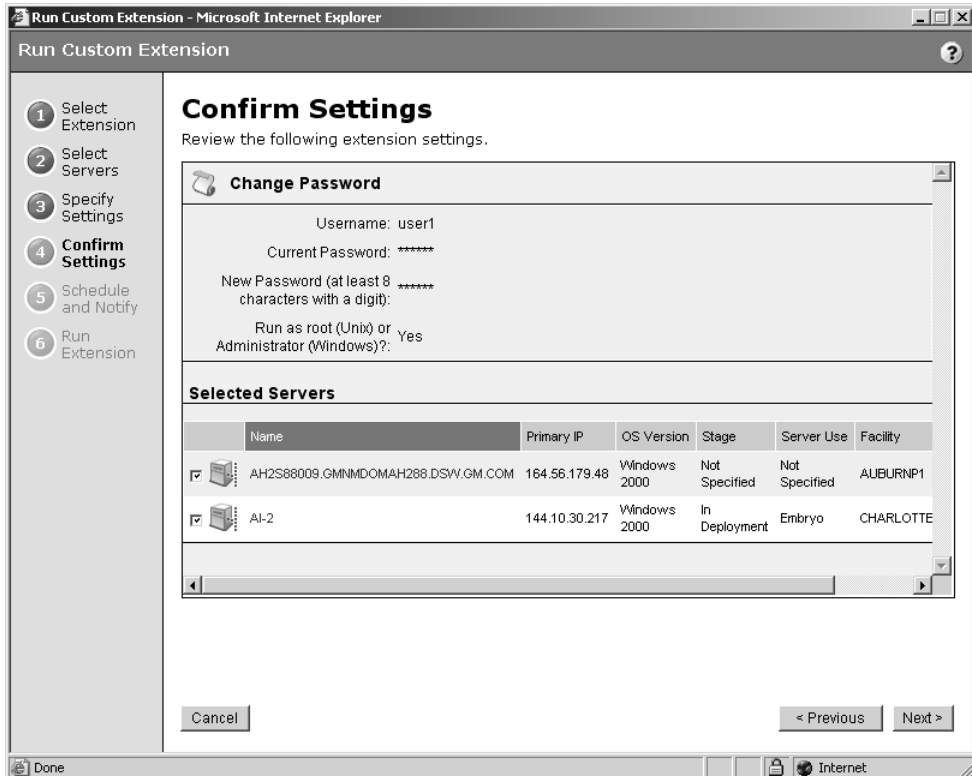 Run Custom Extension - Microsoft Internet Explorer
Run Custom Extension
?
1 Select
Extension
2 Select
Servers
3 Specify
Settings
4 Confirm
Settings
5 Schedule
and Notify
6 Run
Extension
Confirm Settings
Review the following extension settings.
Change Password
Username: user1
Current Password: ******
New Password (at least 8
characters with a digit): ******
Run as root (Unix) or
Administrator (Windows)?: Yes
Selected Servers
Name Primary IP OS Version Stage Server Use Facility
AH2S88009.GMNMDOMAH288.DSW.GM.COM 164.56.179.48 Windows 2000 Not Specified Not Specified AUBURNP1
AI-2 144.10.30.217 Windows 2000 In Deployment Embryo CHARLOTTE
Cancel < Previous Next >
Done Internet